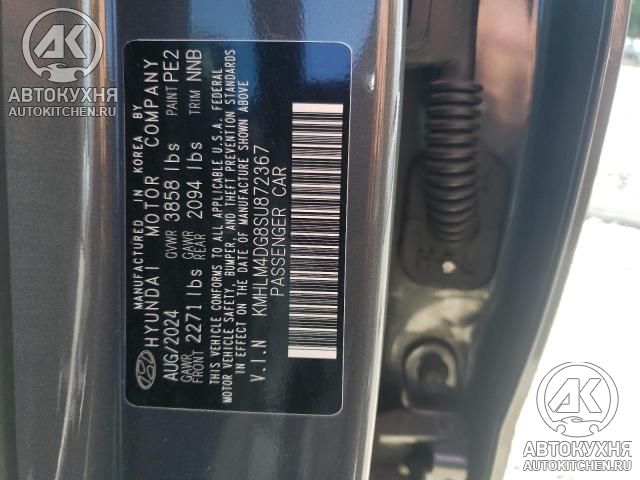 MANUFACTURED IN KOREA BY
HYUNDAI MOTOR COMPANY
AUG/2024 GVWR 3858 lbs PAINT PE2
GAWR FRONT 2271 lbs GAWR REAR 2094 lbs TRIM NNB
THIS VEHICLE CONFORMS TO ALL APPLICABLE U.S.A. FEDERAL
MOTOR VEHICLE SAFETY, BUMPER, AND THEFT PREVENTION STANDARDS
IN EFFECT ON THE DATE OF MANUFACTURE SHOWN ABOVE
V.I.N KMHLM4DG8SU872367
PASSENGER CAR
АК
АВТОКУХНЯ
AUTOKITCHEN.RU
АК
АВТОКУХНЯ
AUTOKITCHEN.RU